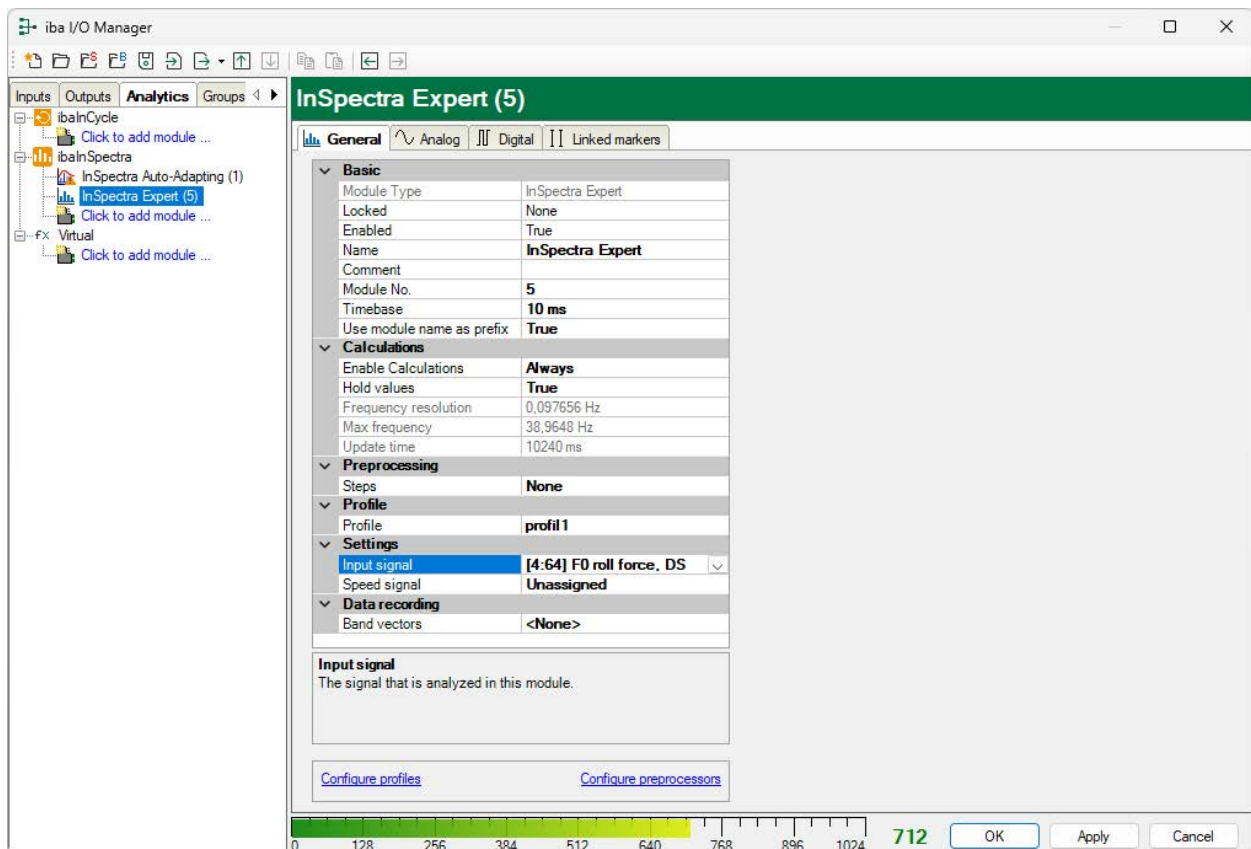 iba I/O Manager
Inputs Outputs Analytics Groups
ibaInCycle
Click to add module ...
ibaInSpectra
InSpectra Auto-Adapting (1)
InSpectra Expert (5)
Click to add module ...
fx Virtual
Click to add module ...
InSpectra Expert (5)
General Analog Digital Linked markers
Basic
Module Type InSpectra Expert
Locked None
Enabled True
Name InSpectra Expert
Comment
Module No. 5
Timebase 10 ms
Use module name as prefix True
Calculations
Enable Calculations Always
Hold values True
Frequency resolution 0,097656 Hz
Max frequency 38,9648 Hz
Update time 10240 ms
Preprocessing
Steps None
Profile
Profile profil1
Settings
Input signal [4:64] F0 roll force, DS
Speed signal Unassigned
Data recording
Band vectors <None>
Input signal
The signal that is analyzed in this module.
Configure profiles Configure preprocessors
0 128 256 384 512 640 768 896 1024 712 OK Apply Cancel